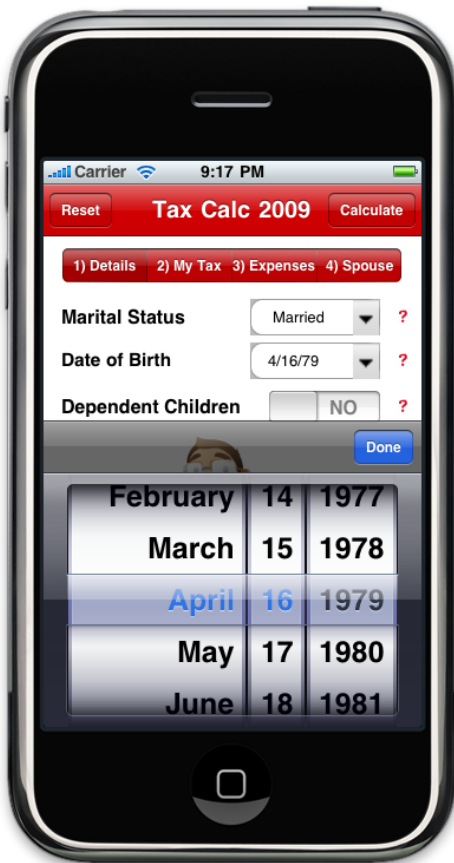 Carrier 9:17 PM
Reset Tax Calc 2009 Calculate
1) Details 2) My Tax 3) Expenses 4) Spouse
Marital Status Married ?
Date of Birth 4/16/79 ?
Dependent Children NO ?
Done
February 14 1977
March 15 1978
April 16 1979
May 17 1980
June 18 1981